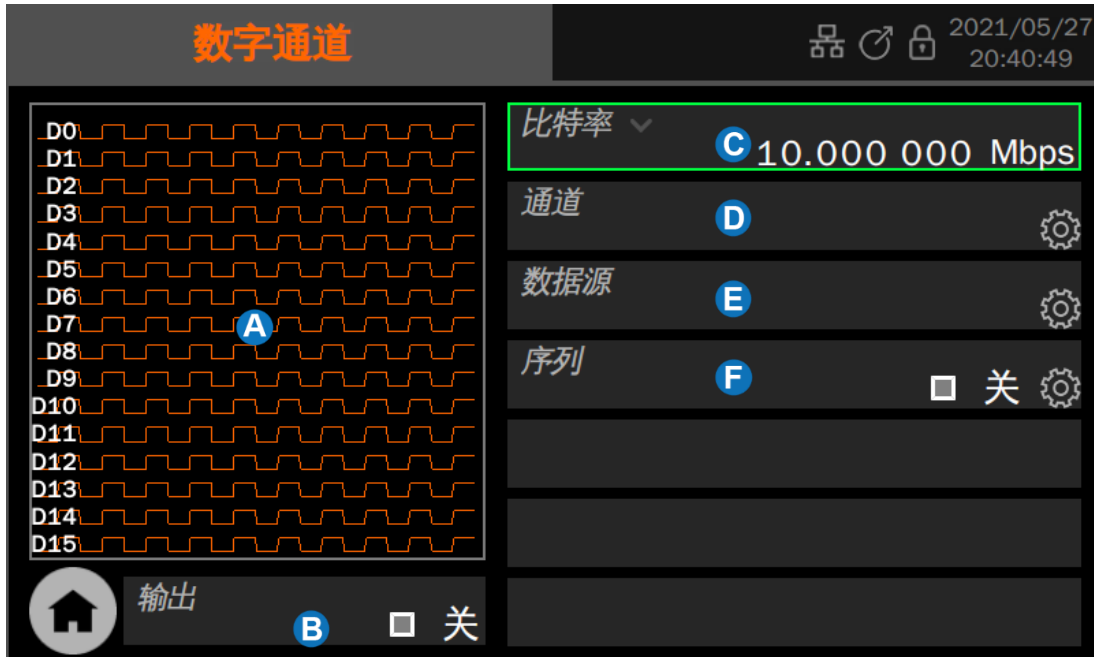 数字通道
2021/05/27
20:40:49
D0
D1
D2
D3
D4
D5
D6
D7
D8
D9
D10
D11
D12
D13
D14
D15
A
输出
B
关
比特率
C
10.000 000 Mbps
通道
D
数据源
E
序列
F
关